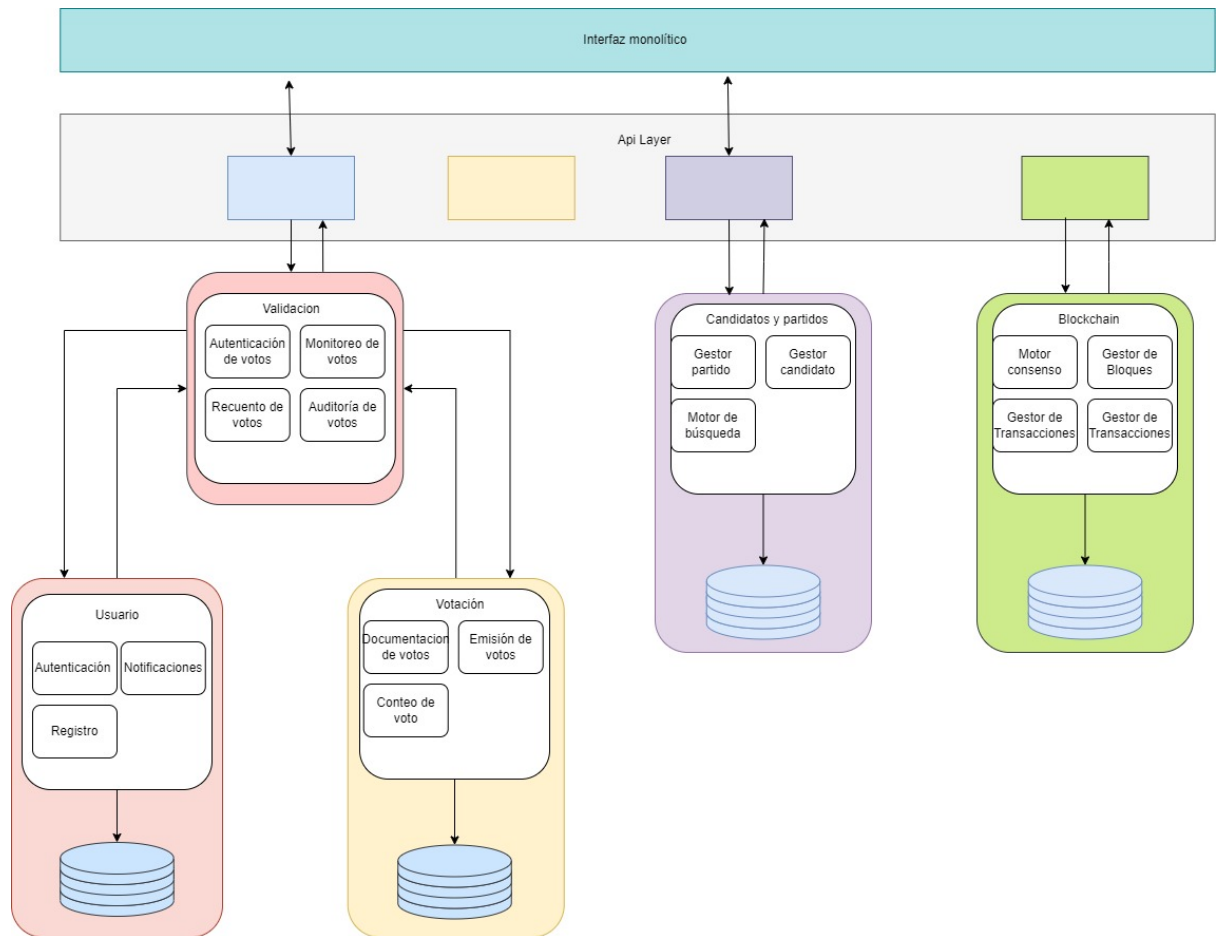 Interfaz monolítico
Api Layer
Validacion
Autenticación
de votos
Monitoreo de
votos
Recuento de
votos
Auditoría de
votos
Candidatos y partidos
Gestor
partido
Gestor
candidato
Motor de
búsqueda
Blockchain
Motor
consenso
Gestor de
Bloques
Gestor de
Transacciones
Gestor de
Transacciones
Usuario
Autenticación
Notificaciones
Registro
Votación
Documentacion
de votos
Emisión de
votos
Conteo de
voto